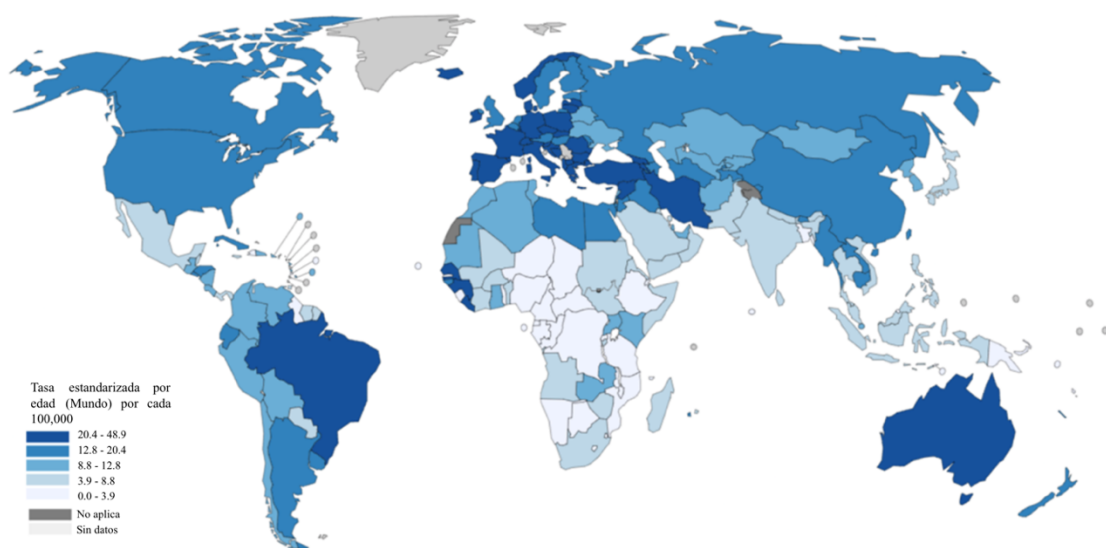 Tasa estandarizada por
edad (Mundo) por cada
100,000
20.4 - 48.9
12.8 - 20.4
8.8 - 12.8
3.9 - 8.8
0.0 - 3.9
No aplica
Sin datos